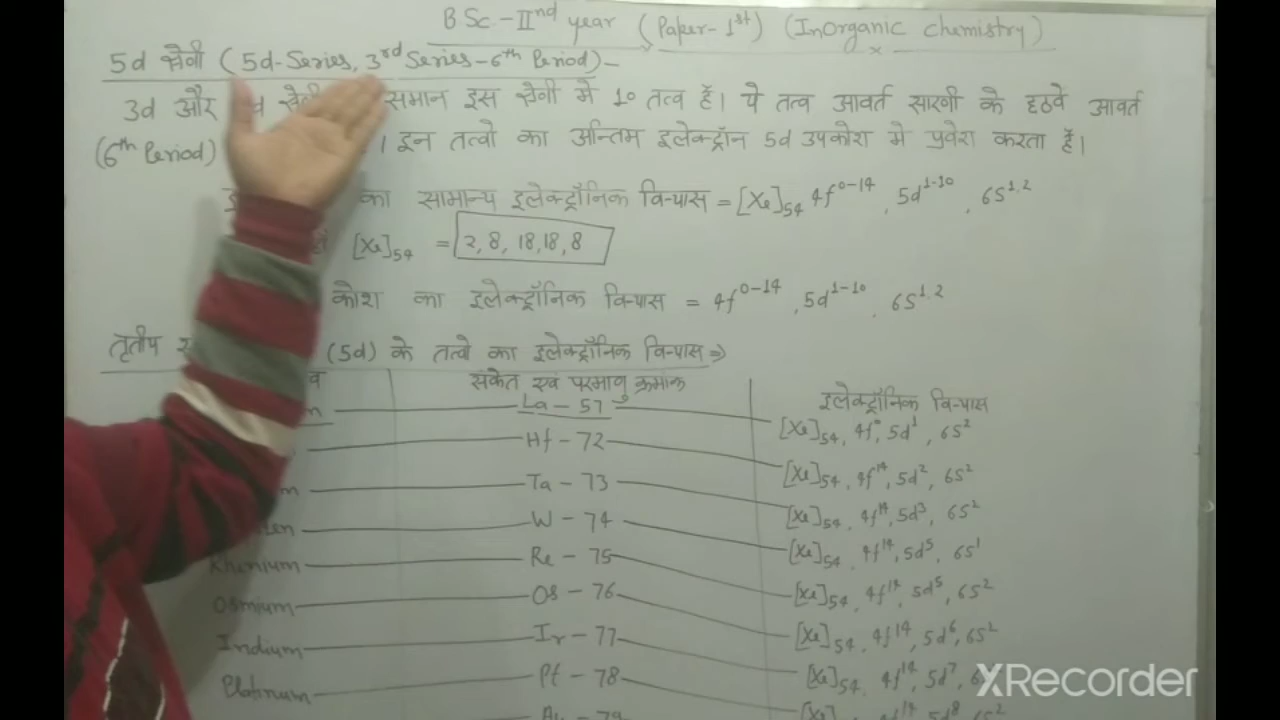 BSc-IInd year (Paper-1st) (Inorganic chemistry)
5d श्रेणी (5d-Series, 3rd Series-6th Period)-
3d और श्रेणी समान इस श्रेणी मे 10 तत्व हैं। ये तत्व आवर्त सारणी के छठवें आवर्त
(6th Period) । इन तत्वो का अन्तिम इलेक्ट्रॉन 5d उपकोश मे प्रवेश करता हैं।
का सामान्य इलेक्ट्रौनिक विन्यास = [Xe]54 4f0-14, 5d1-10, 6S1,2
[Xe]54 = 2, 8, 18, 18, 8
कोश का इलेक्ट्रॉनिक विन्यास = 4f0-14, 5d1-10, 6S1,2
तृतीय (5d) के तत्वो का इलेक्ट्रॉनिक विन्यास ⇒
संकेत एवं परमाणु क्रमांक इलेक्ट्रॉनिक विन्यास
La - 57 [Xe]54, 4f0, 5d1, 6S2
Hf - 72 [Xe]54, 4f14, 5d2, 6S2
Ta - 73 [Xe]54, 4f14, 5d3, 6S2
W - 74 [Xe]54, 4f14, 5d5, 6S1
Rhenium Re - 75 [Xe]54, 4f14, 5d5, 6S2
Osmium Os - 76 [Xe]54, 4f14, 5d6, 6S2
Indium Ir - 77 [Xe]54, 4f14, 5d7,
Platinum Pt - 78
XRecorder